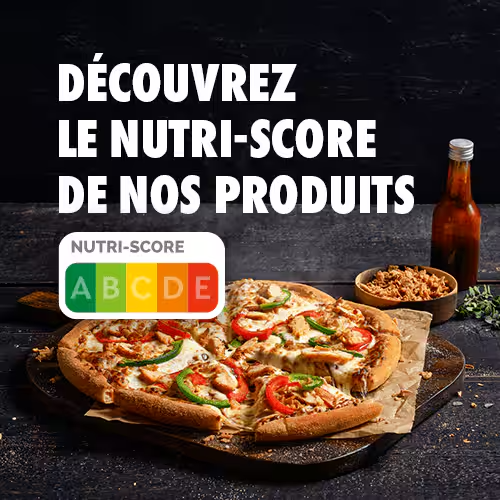 DÉCOUVREZ
LE NUTRI-SCORE
DE NOS PRODUITS
NUTRI-SCORE
A B C D E